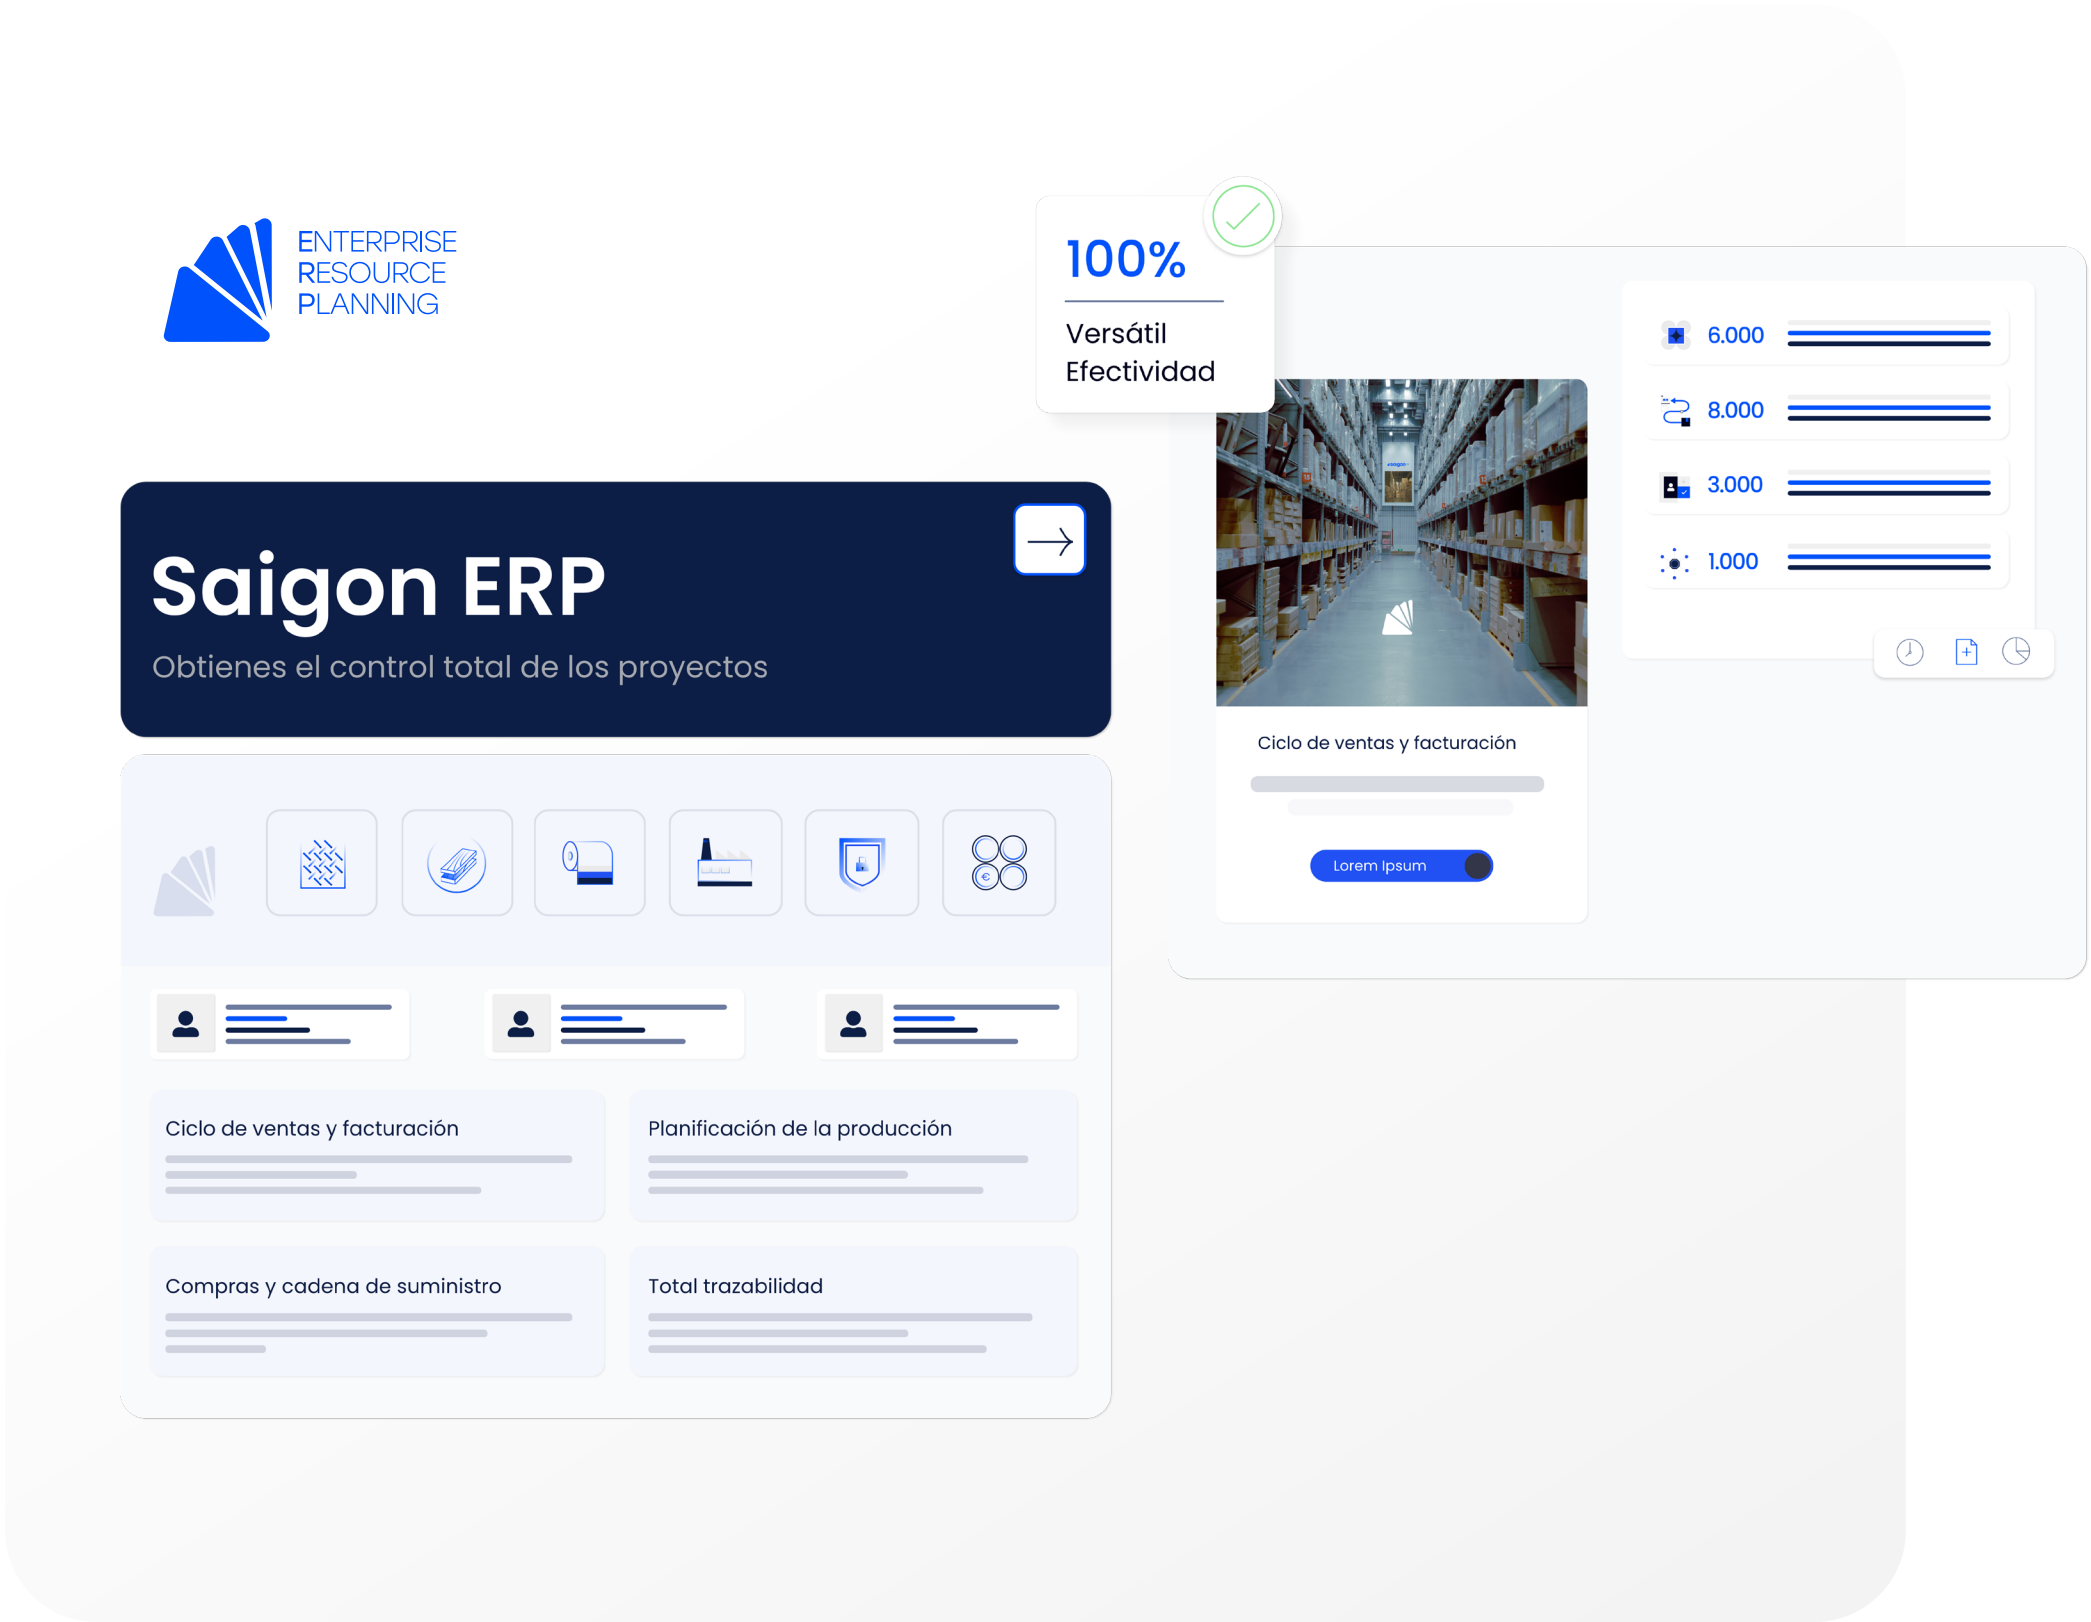 ENTERPRISE
RESOURCE
PLANNING
100%
Versátil
Efectividad
Saigon ERP
Obtienes el control total de los proyectos
6.000
8.000
3.000
1.000
Ciclo de ventas y facturación
Lorem Ipsum
€
Ciclo de ventas y facturación
Planificación de la producción
Compras y cadena de suministro
Total trazabilidad